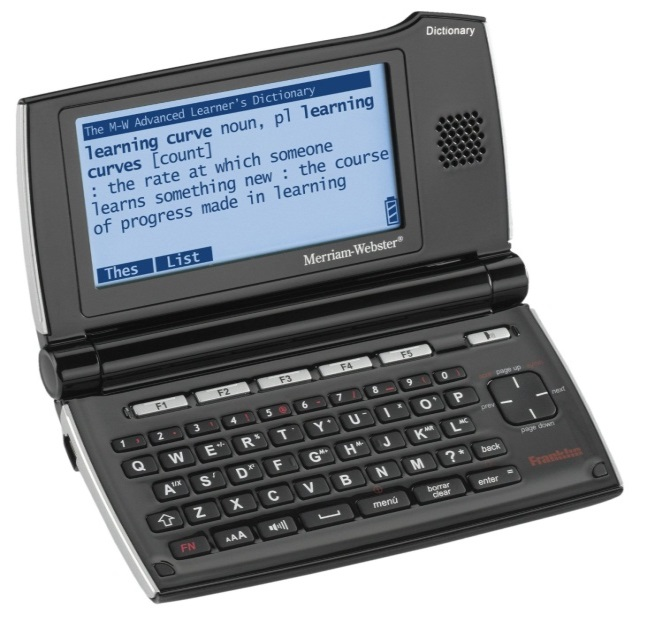 Dictionary
The M-W Advanced Learner's Dictionary
learning curve noun, pl learning
curves [count]
: the rate at which someone
learns something new : the course
of progress made in learning
Thes List
Merriam-Webster®
F1 F2 F3 F4 F5
page up
prev next
page down
1 2 3 4 5 6 7 8 9 0
Q W E R T Y U I O P
A S D F G H J K L
back
Z X C V B N M ?
FN AAA menú borrar clear enter =
Franklin